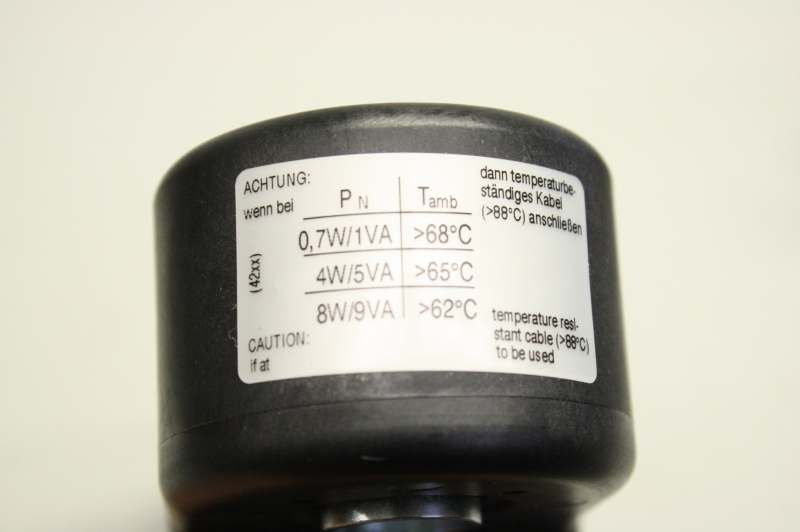 ACHTUNG:
wenn bei
PN
Tamb
dann temperaturbe-
ständiges Kabel
(>88°C) anschließen
0,7W/1VA
>68°C
4W/5VA
>65°C
8W/9VA
>62°C
(42xx)
CAUTION:
if at
temperature resi-
stant cable (>88°C)
to be used